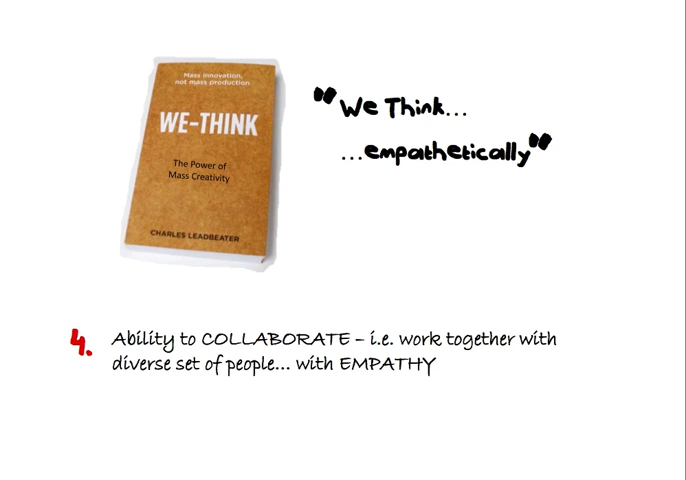 Mass innovation,
not mass production
WE-THINK
The Power of
Mass Creativity
CHARLES LEADBEATER
"We Think...
...empathetically"
4. Ability to COLLABORATE – i.e. work together with
diverse set of people... with EMPATHY